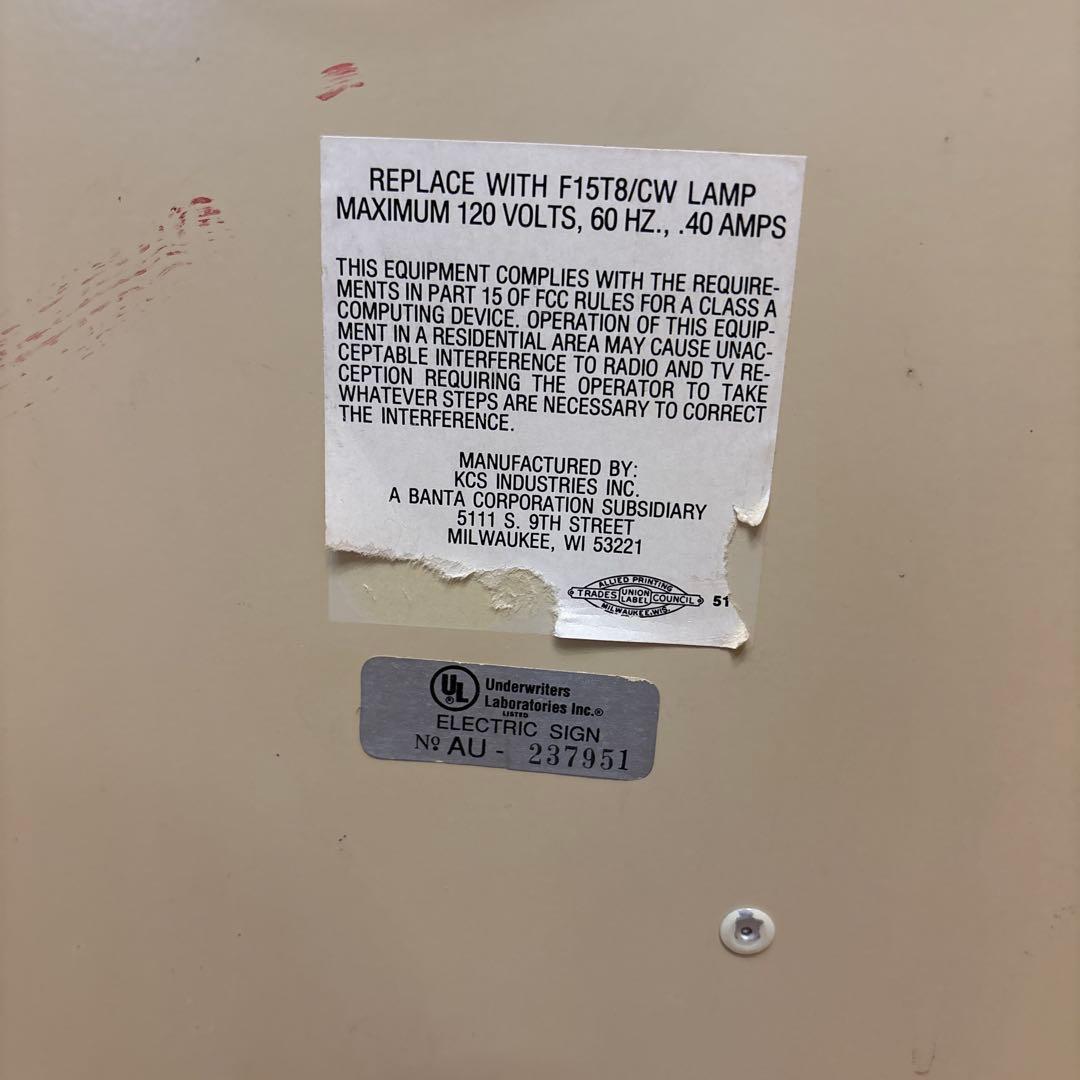 REPLACE WITH F15T8/CW LAMP
MAXIMUM 120 VOLTS, 60 HZ., .40 AMPS
THIS EQUIPMENT COMPLIES WITH THE REQUIRE-
MENTS IN PART 15 OF FCC RULES FOR A CLASS A
COMPUTING DEVICE. OPERATION OF THIS EQUIP-
MENT IN A RESIDENTIAL AREA MAY CAUSE UNAC-
CEPTABLE INTERFERENCE TO RADIO AND TV RE-
CEPTION REQUIRING THE OPERATOR TO TAKE
WHATEVER STEPS ARE NECESSARY TO CORRECT
THE INTERFERENCE.
MANUFACTURED BY:
KCS INDUSTRIES INC.
A BANTA CORPORATION SUBSIDIARY
5111 S. 9TH STREET
MILWAUKEE, WI 53221
ALLIED PRINTING
TRADES UNION LABEL COUNCIL 51
MILWAUKEE, WIS.
UL ® Underwriters
Laboratories Inc.®
LISTED
ELECTRIC SIGN
Nº AU - 237951